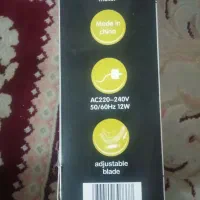 Made in
china
AC220-240V
50/60Hz 12W
adjustable
blade